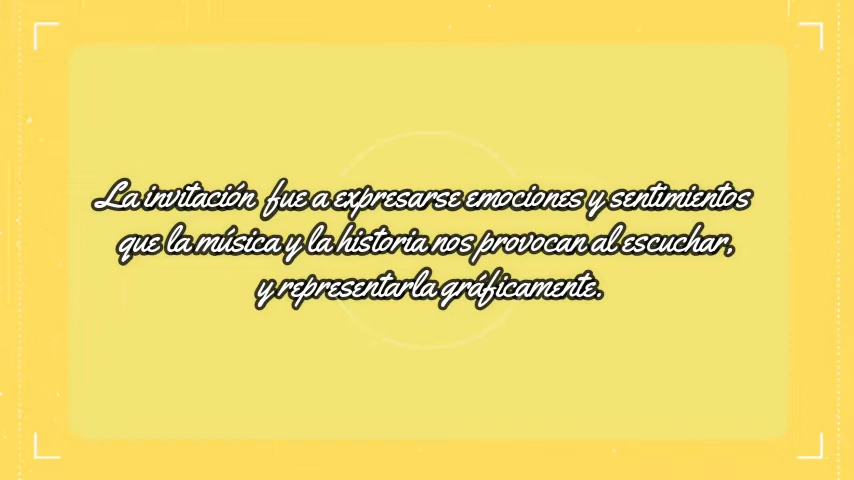 La invitación fue a expresarse emociones y sentimientos
que la música y la historia nos provocan al escuchar,
y representarla gráficamente.